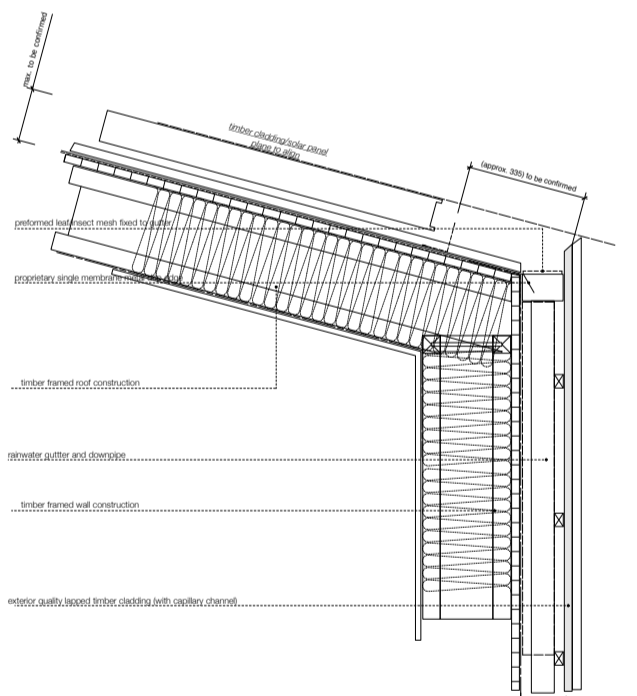 max. to be confirmed
timber cladding/solar panel
plane to align
(approx. 335) to be confirmed
preformed leaf/insect mesh fixed to gutter
proprietary single membrane
timber framed roof construction
rainwater guttter and downpipe
timber framed wall construction
exterior quality lapped timber cladding (with capillary channel)